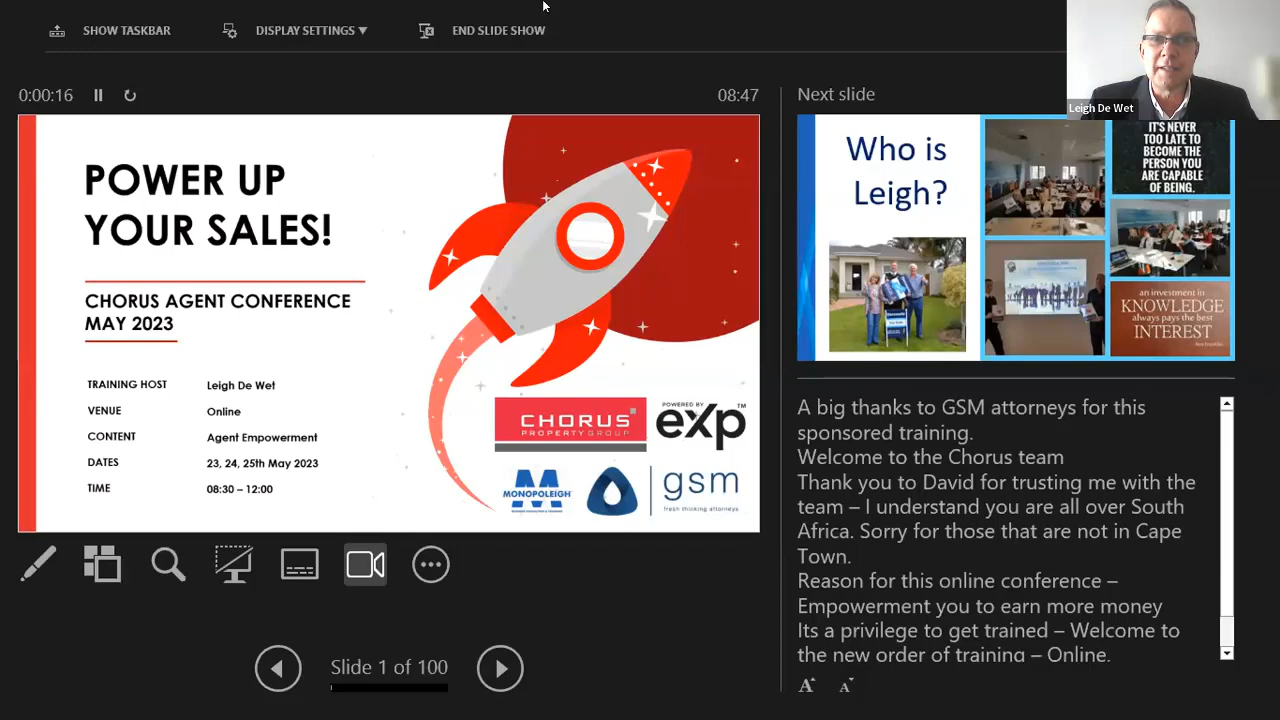 SHOW TASKBAR
DISPLAY SETTINGS
END SLIDE SHOW
Leigh De Wet
0:00:16
08:47
Next slide
POWER UP
YOUR SALES!
CHORUS AGENT CONFERENCE
MAY 2023
TRAINING HOST Leigh De Wet
VENUE Online
CONTENT Agent Empowerment
DATES 23, 24, 25th May 2023
TIME 08:30 – 12:00
CHORUS
PROPERTY GROUP
POWERED BY
eXp™
MONOPOLEIGH
gsm
fresh thinking attorneys
Who is
Leigh?
IT'S NEVER
TOO LATE TO
BECOME THE
PERSON YOU
ARE CAPABLE
OF BEING.
an investment in
KNOWLEDGE
always pays the best
INTEREST
A big thanks to GSM attorneys for this
sponsored training.
Welcome to the Chorus team
Thank you to David for trusting me with the
team – I understand you are all over South
Africa. Sorry for those that are not in Cape
Town.
Reason for this online conference –
Empowerment you to earn more money
Its a privilege to get trained – Welcome to
the new order of training – Online.
Slide 1 of 100
A A